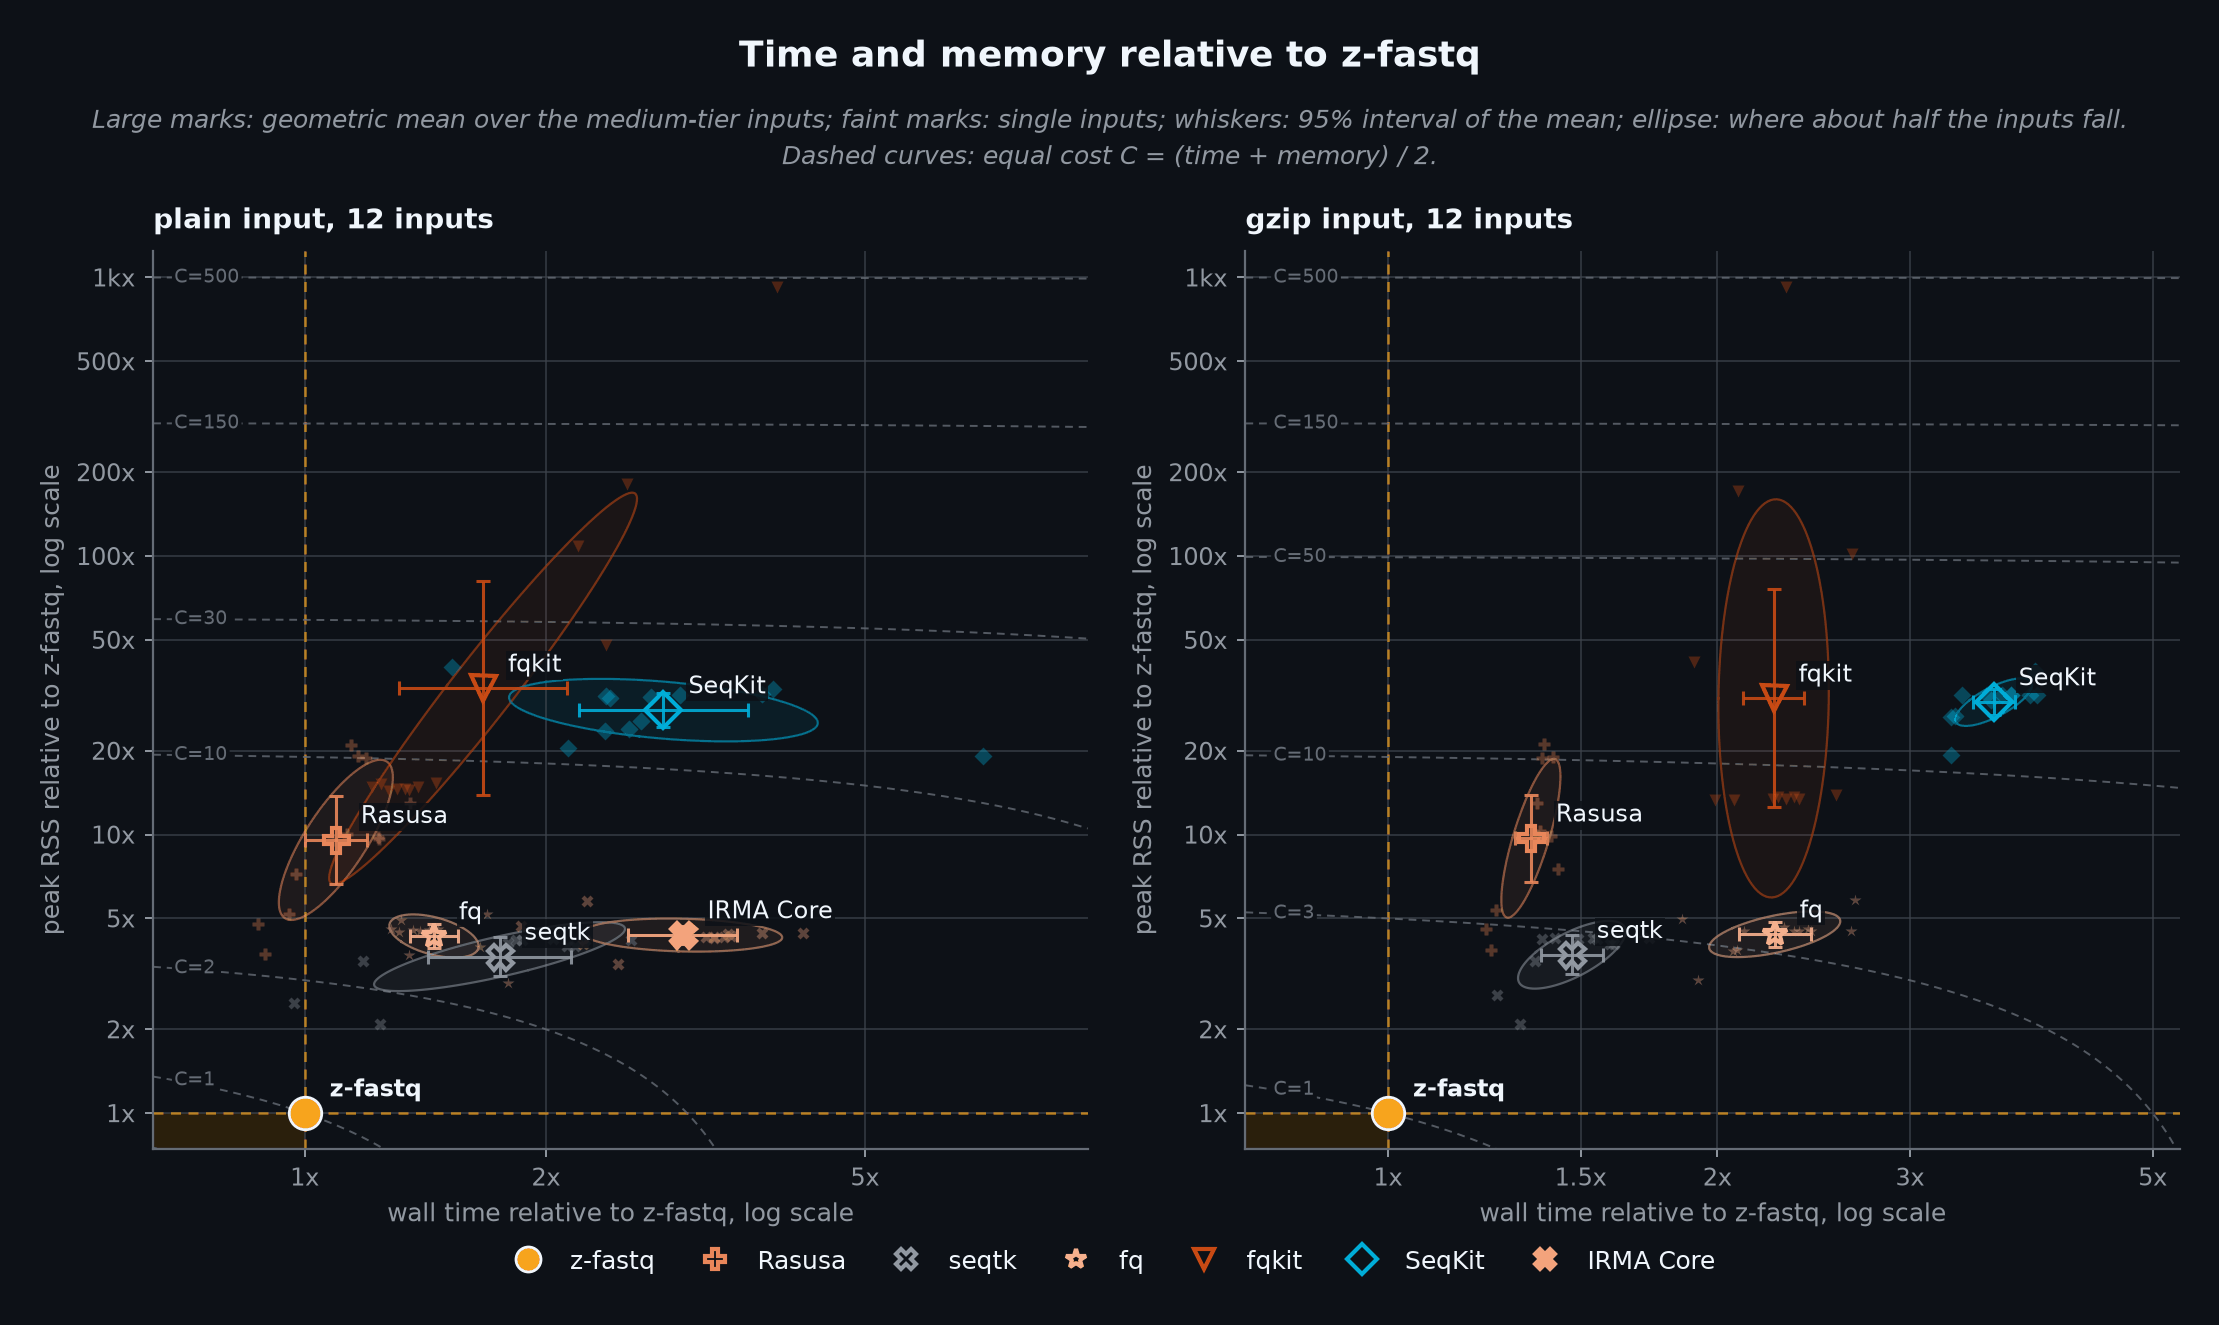 Time and memory relative to z-fastq
Large marks: geometric mean over the medium-tier inputs; faint marks: single inputs; whiskers: 95% interval of the mean; ellipse: where about half the inputs fall.
Dashed curves: equal cost C = (time + memory) / 2.
plain input, 12 inputs
1kx
500x
200x
100x
50x
20x
10x
5x
2x
1x
peak RSS relative to z-fastq, log scale
C=500
C=150
C=30
C=10
C=2
C=1
fqkit
SeqKit
Rasusa
fq
seqtk
IRMA Core
z-fastq
1x
2x
5x
wall time relative to z-fastq, log scale
gzip input, 12 inputs
1kx
500x
200x
100x
50x
20x
10x
5x
2x
1x
peak RSS relative to z-fastq, log scale
C=500
C=150
C=50
C=10
C=3
C=1
fqkit
SeqKit
Rasusa
fq
seqtk
z-fastq
1x
1.5x
2x
3x
5x
wall time relative to z-fastq, log scale
z-fastq
Rasusa
seqtk
fq
fqkit
SeqKit
IRMA Core